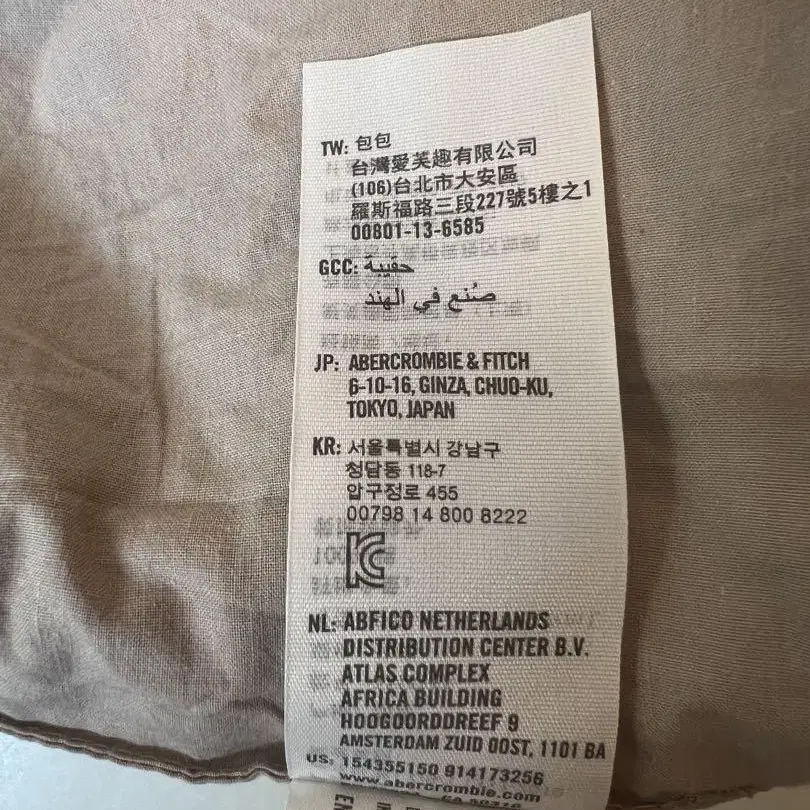 TW: 包包
台灣愛芙趣有限公司
(106)台北市大安區
羅斯福路三段227號5樓之1
00801-13-6585
GCC: حقيبة
صُنع في الهند
JP: ABERCROMBIE & FITCH
6-10-16, GINZA, CHUO-KU,
TOKYO, JAPAN
KR: 서울특별시 강남구
청담동 118-7
압구정로 455
00798 14 800 8222
NL: ABFICO NETHERLANDS
DISTRIBUTION CENTER B.V.
ATLAS COMPLEX
AFRICA BUILDING
HOOGOORDDREEF 9
AMSTERDAM ZUID OOST, 1101 BA
US: 154355150 914173256
www.abercrombie.com